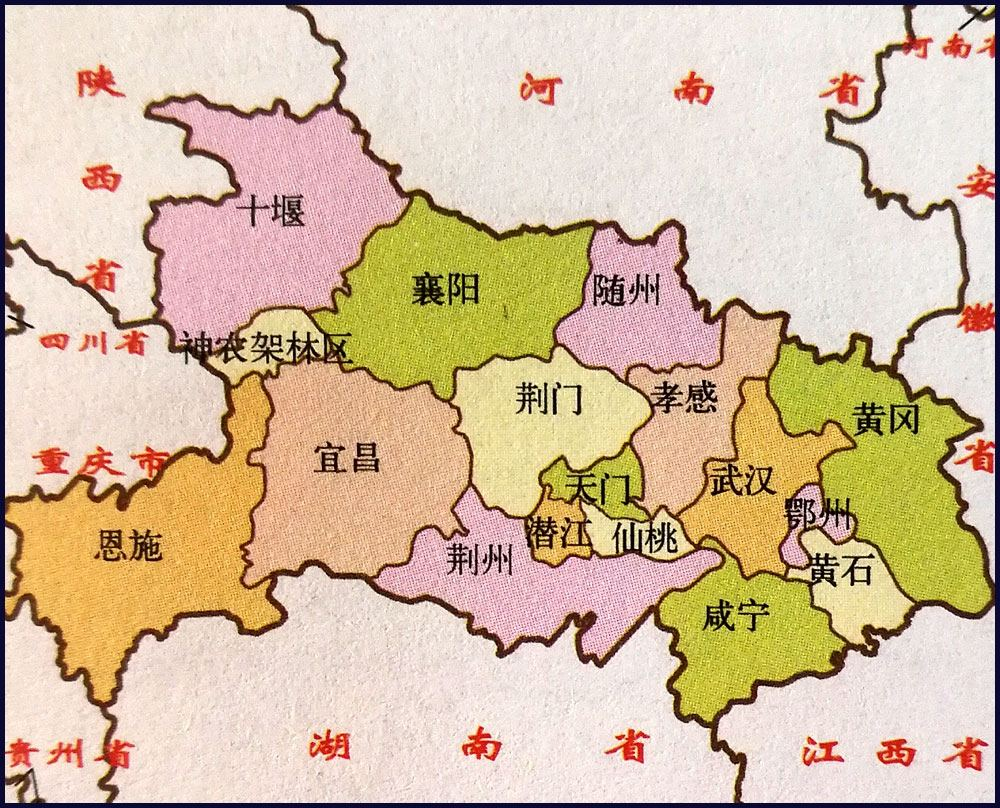 陕西省
河南省
河南省
安徽省
十堰
襄阳
随州
四川省
神农架林区
荆门
孝感
黄冈
重庆市
宜昌
武汉
天门
鄂州
恩施
潜江
仙桃
荆州
黄石
咸宁
贵州省
湖南省
江西省